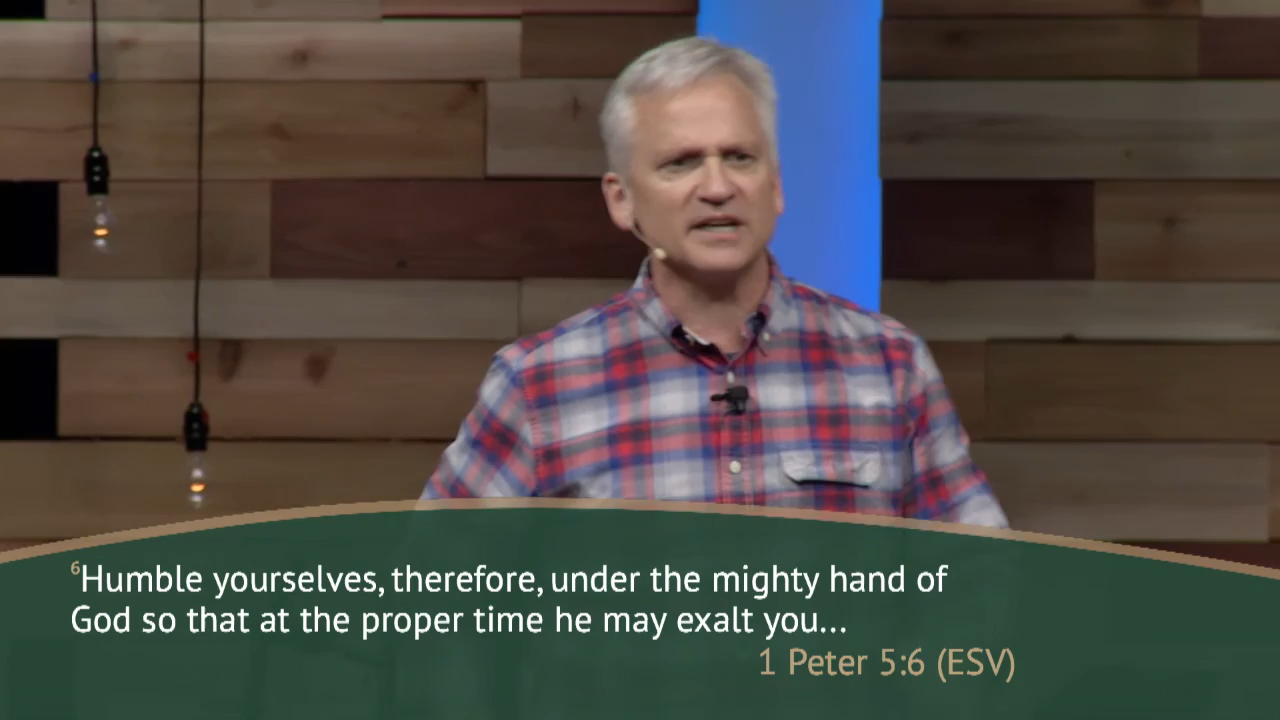 ⁶Humble yourselves, therefore, under the mighty hand of
God so that at the proper time he may exalt you...
1 Peter 5:6 (ESV)